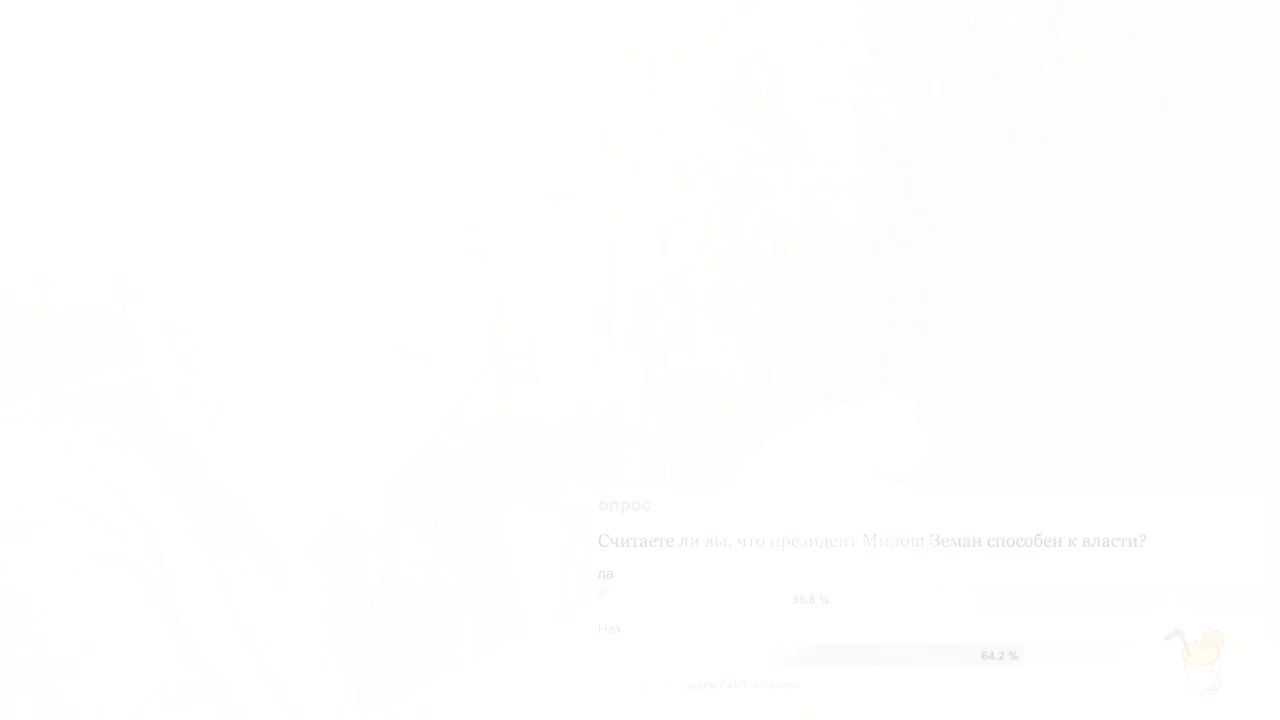 опрос
Считаете ли вы, что президент Милош Земан способен к власти?
да
35.8 %
Нет
64.2 %